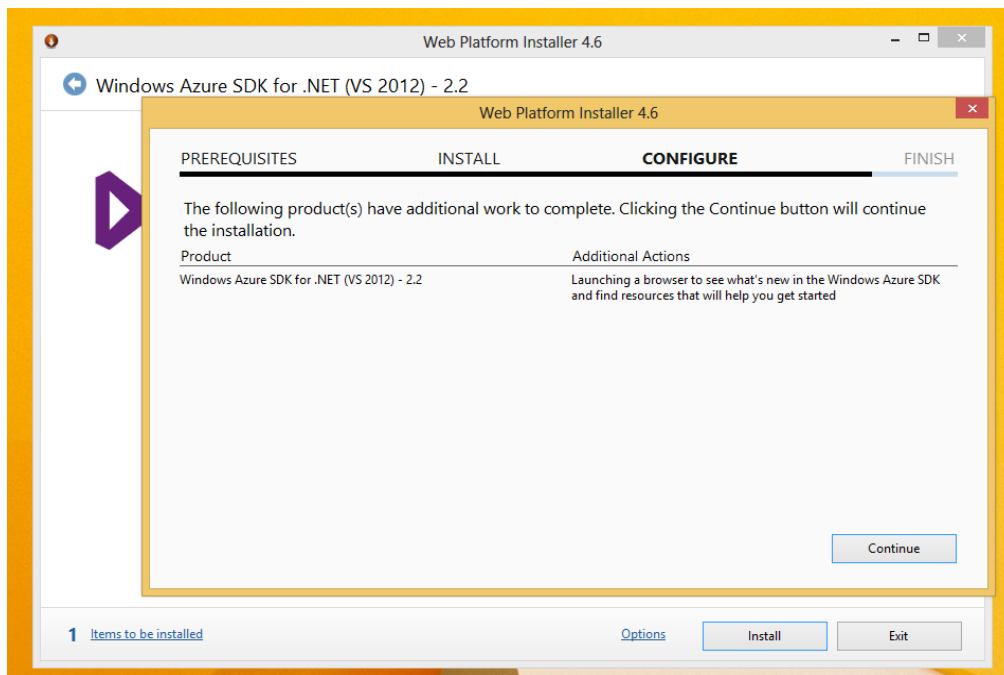 Web Platform Installer 4.6
Windows Azure SDK for .NET (VS 2012) - 2.2
Web Platform Installer 4.6
PREREQUISITES INSTALL CONFIGURE FINISH
The following product(s) have additional work to complete. Clicking the Continue button will continue
the installation.
Product Additional Actions
Windows Azure SDK for .NET (VS 2012) - 2.2 Launching a browser to see what's new in the Windows Azure SDK
and find resources that will help you get started
Continue
1 Items to be installed Options Install Exit